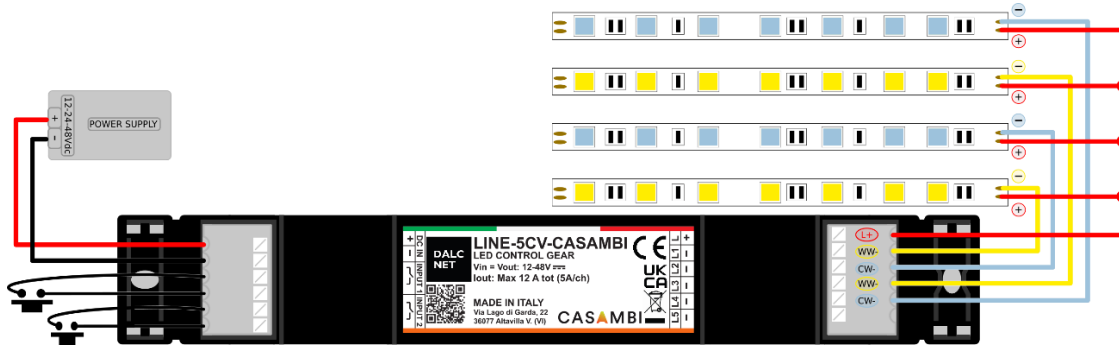 −
+
−
+
−
+
−
+
+
−
12-24-48Vdc
POWER SUPPLY
+
−
DC IN
INPUT 1
INPUT 2
DALC
NET
LINE-5CV-CASAMBI
LED CONTROL GEAR
Vin = Vout: 12-48V
Iout: Max 12 A tot (5A/ch)
MADE IN ITALY
Via Lago di Garda, 22
36077 Altavilla V. (VI)
CASAMBI
CE
UK
CA
L +
L1 −
L2 −
L3 −
L4 −
L5 −
L+
WW-
CW-
WW-
CW-